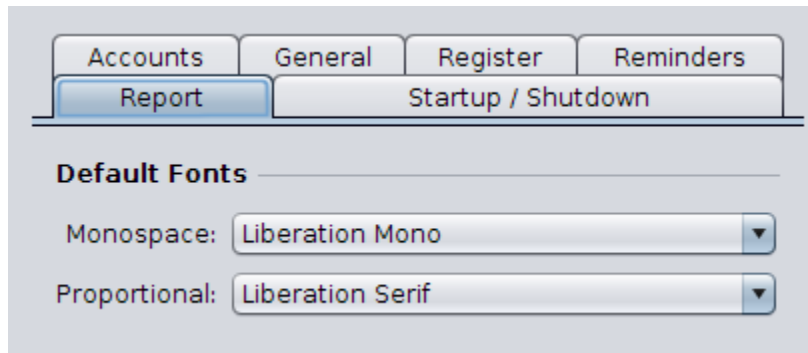 Accounts General Register Reminders
Report Startup / Shutdown
Default Fonts
Monospace: Liberation Mono
Proportional: Liberation Serif